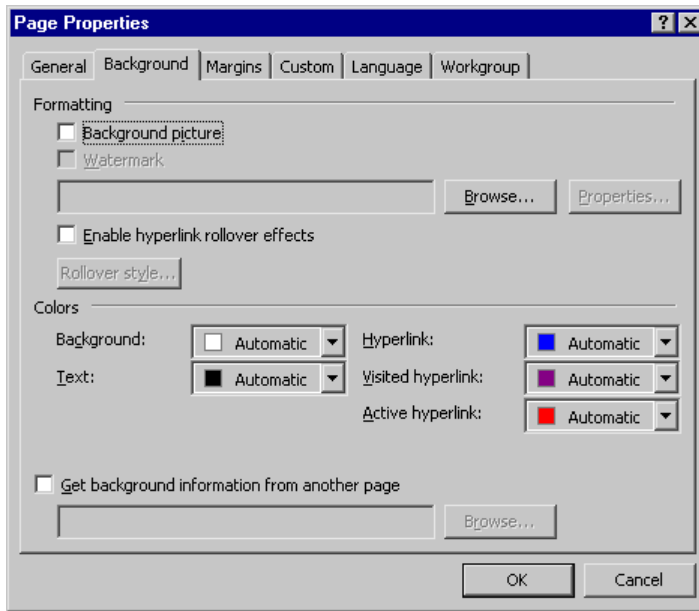 Page Properties
General Background Margins Custom Language Workgroup
Formatting
Background picture
Watermark
Browse... Properties...
Enable hyperlink rollover effects
Rollover style...
Colors
Background: Automatic Hyperlink: Automatic
Text: Automatic Visited hyperlink: Automatic
Active hyperlink: Automatic
Get background information from another page
Browse...
OK Cancel